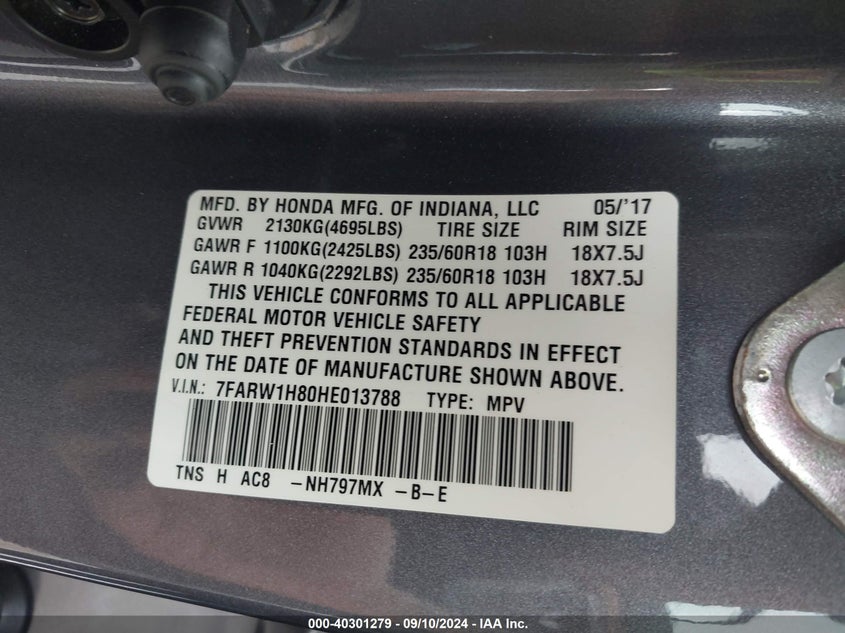 MFD. BY HONDA MFG. OF INDIANA, LLC 05/'17
GVWR 2130KG(4695LBS) TIRE SIZE RIM SIZE
GAWR F 1100KG(2425LBS) 235/60R18 103H 18X7.5J
GAWR R 1040KG(2292LBS) 235/60R18 103H 18X7.5J
THIS VEHICLE CONFORMS TO ALL APPLICABLE
FEDERAL MOTOR VEHICLE SAFETY
AND THEFT PREVENTION STANDARDS IN EFFECT
ON THE DATE OF MANUFACTURE SHOWN ABOVE.
V.I.N.: 7FARW1H80HE013788 TYPE: MPV
TNS H AC8 -NH797MX -B-E
000-40301279 - 09/10/2024 - IAA Inc.